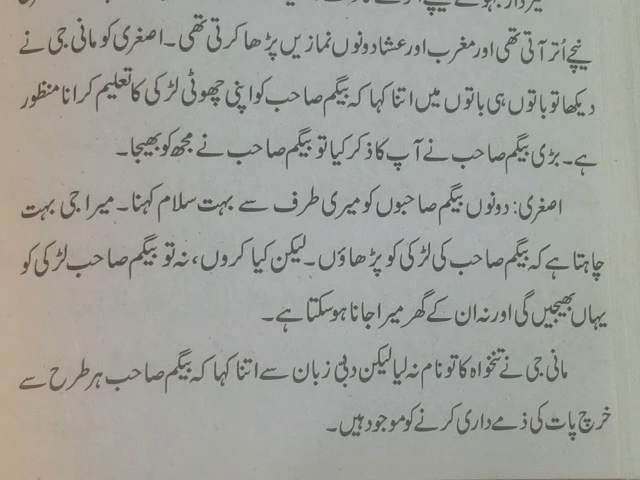 نیچے اُتر آتی تھی اور مغرب اور عشا دونوں نمازیں پڑھا کرتی تھی۔ اصغری کو مانی جی نے
دیکھا تو باتوں ہی باتوں میں اتنا کہا کہ بیگم صاحب کو اپنی چھوٹی لڑکی کا تعلیم کرانا منظور
ہے۔ بڑی بیگم صاحب نے آپ کا ذکر کیا تو بیگم صاحب نے مجھ کو بھیجا۔
اصغری: دونوں بیگم صاحبوں کو میری طرف سے بہت سلام کہنا۔ میرا جی بہت
چاہتا ہے کہ بیگم صاحب کی لڑکی کو پڑھاؤں۔ لیکن کیا کروں، نہ تو بیگم صاحب لڑکی کو
یہاں بھیجیں گی اور نہ ان کے گھر میرا جانا ہو سکتا ہے۔
مانی جی نے تنخواہ کا تو نام نہ لیا لیکن دبی زبان سے اتنا کہا کہ بیگم صاحب ہر طرح سے
خرچ پات کی ذمے داری کرنے کو موجود ہیں۔